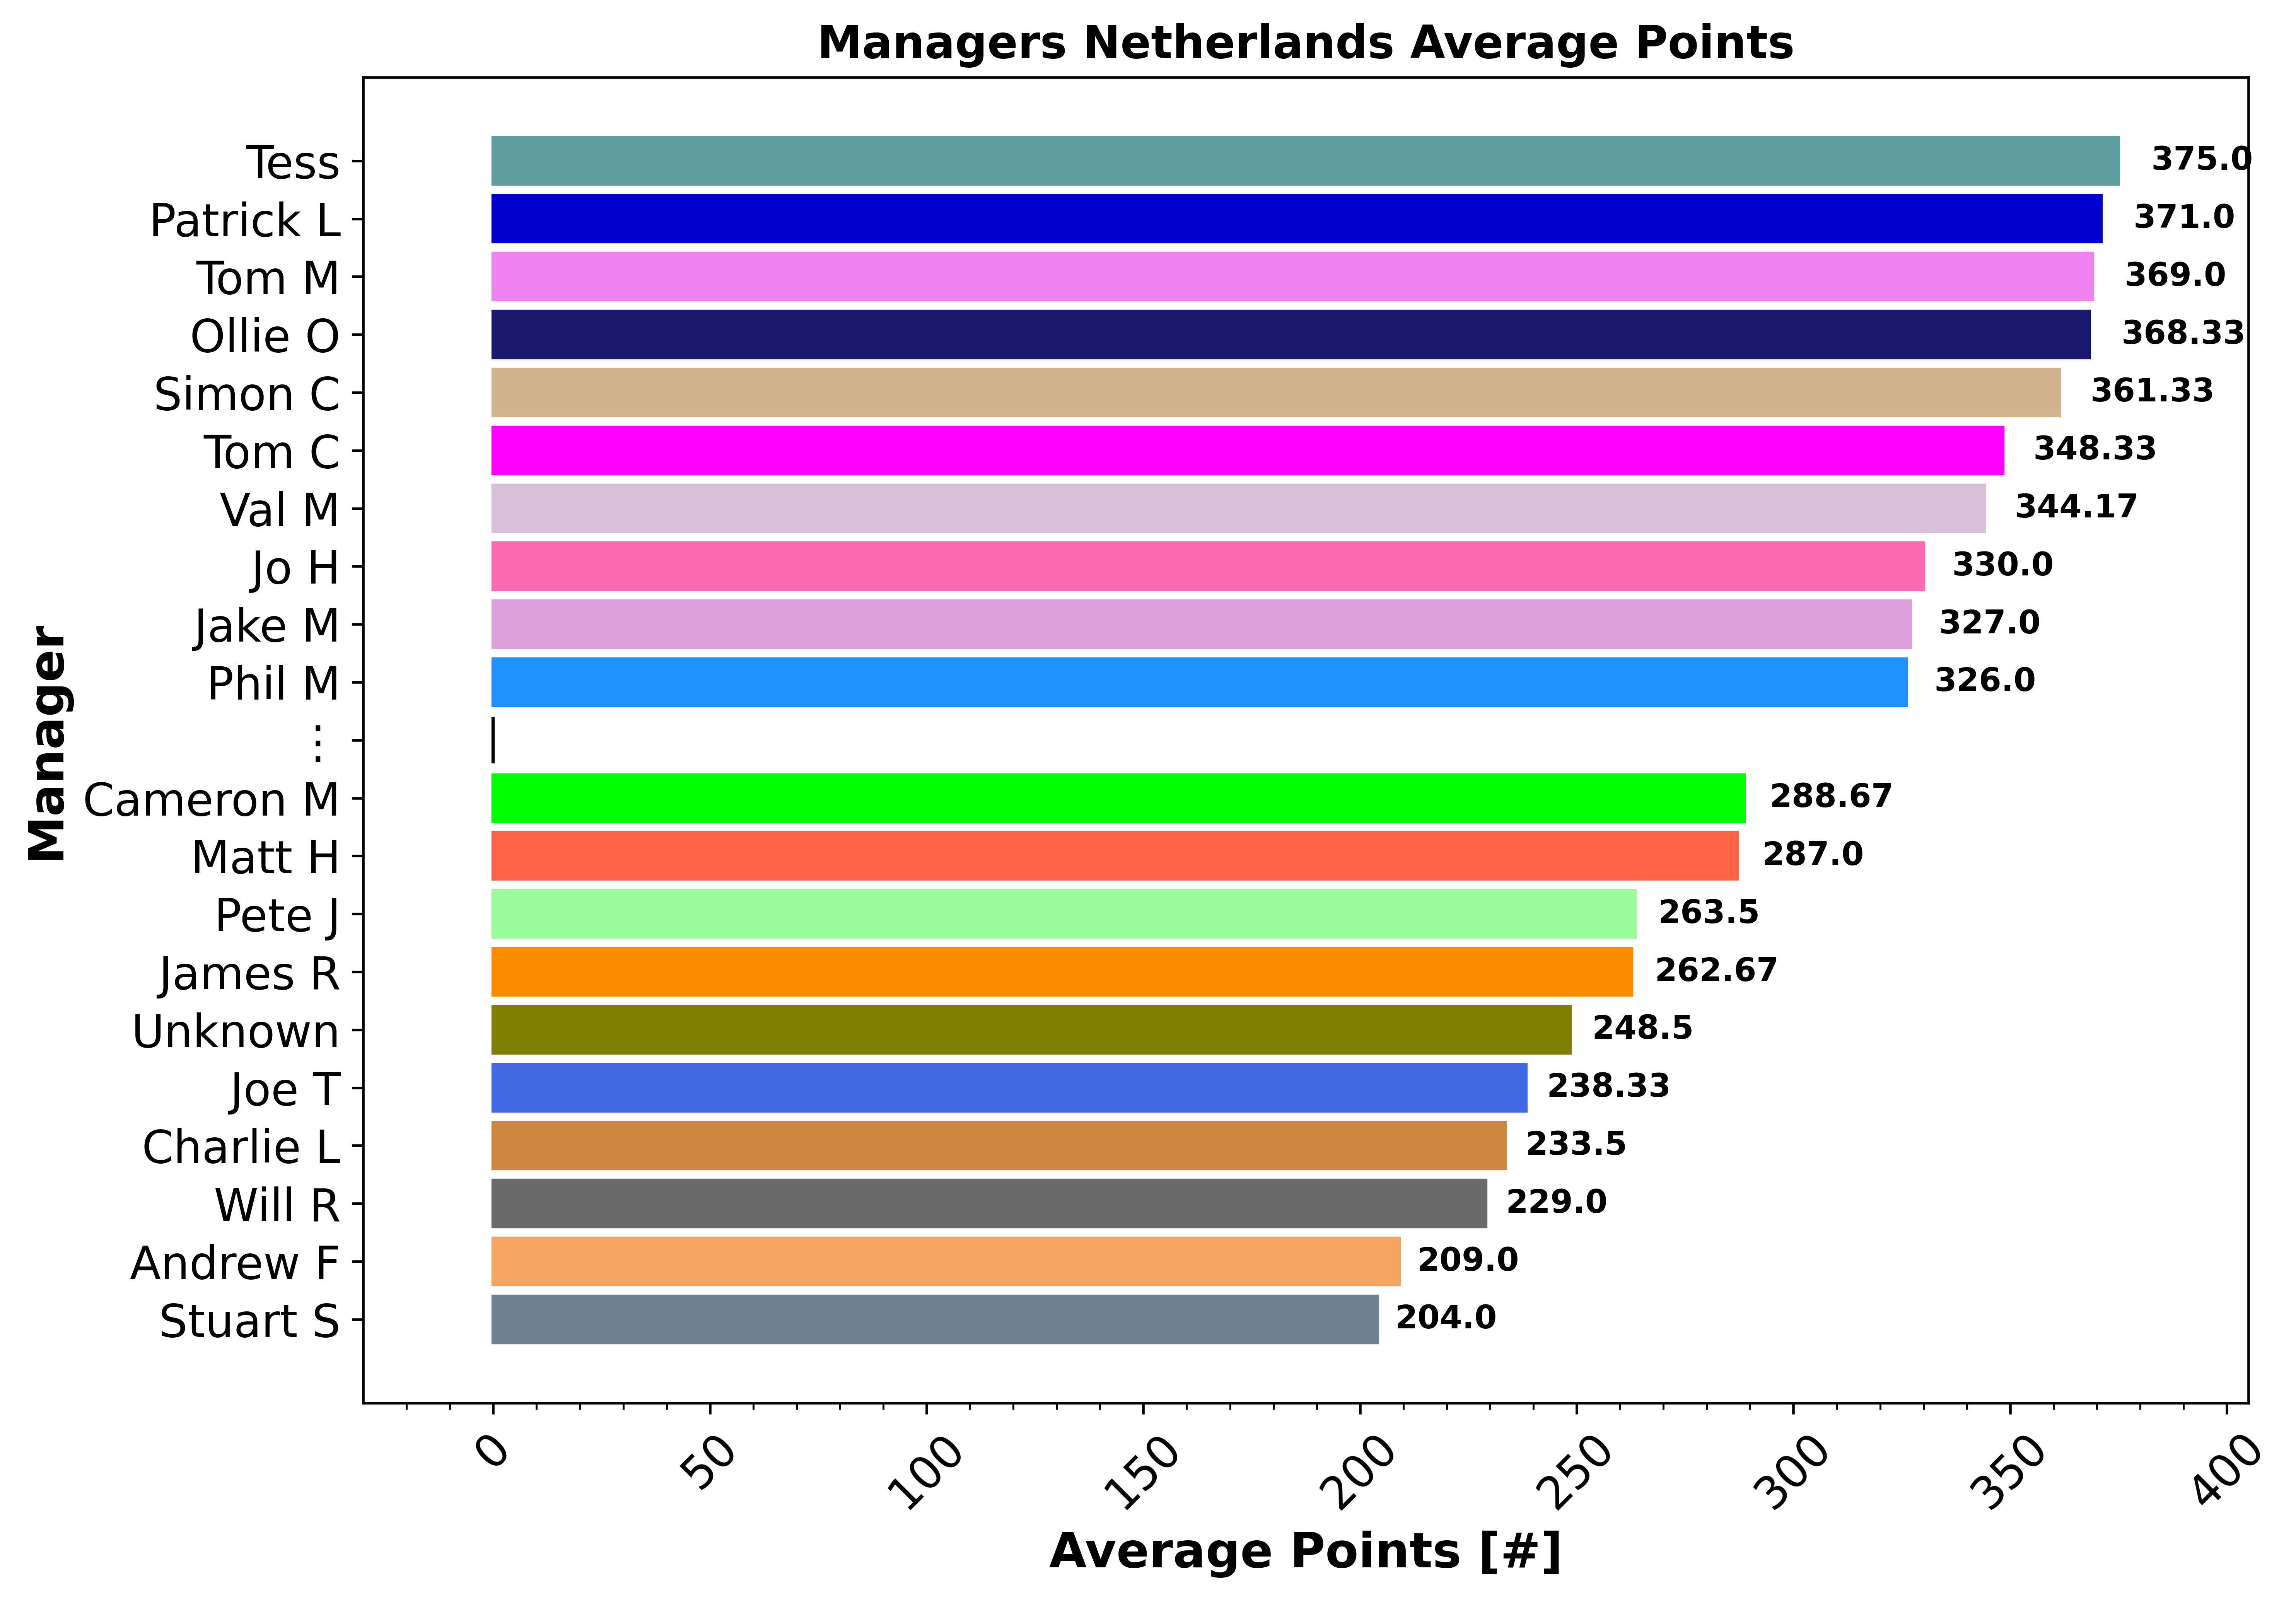 Managers Netherlands Average Points
Manager
Tess 375.0
Patrick L 371.0
Tom M 369.0
Ollie O 368.33
Simon C 361.33
Tom C 348.33
Val M 344.17
Jo H 330.0
Jake M 327.0
Phil M 326.0
⋮
Cameron M 288.67
Matt H 287.0
Pete J 263.5
James R 262.67
Unknown 248.5
Joe T 238.33
Charlie L 233.5
Will R 229.0
Andrew F 209.0
Stuart S 204.0
0 50 100 150 200 250 300 350 400
Average Points [#]